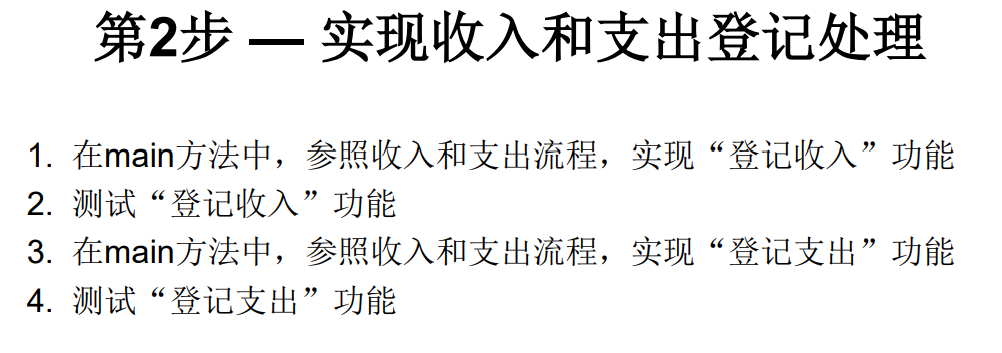 第2步 — 实现收入和支出登记处理
1. 在main方法中，参照收入和支出流程，实现“登记收入”功能
2. 测试“登记收入”功能
3. 在main方法中，参照收入和支出流程，实现“登记支出”功能
4. 测试“登记支出”功能